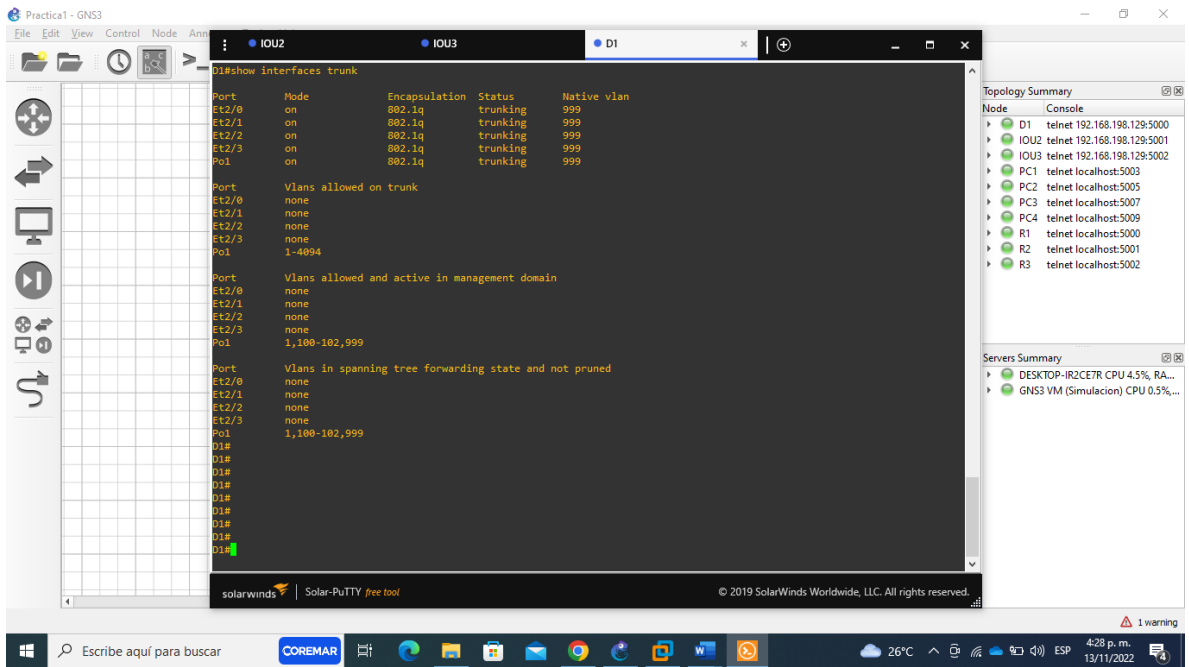 Practica1 - GNS3
File Edit View Control Node Ann
IOU2
IOU3
D1
D1#show interfaces trunk
Port Mode Encapsulation Status Native vlan
Et2/0 on 802.1q trunking 999
Et2/1 on 802.1q trunking 999
Et2/2 on 802.1q trunking 999
Et2/3 on 802.1q trunking 999
Po1 on 802.1q trunking 999
Port Vlans allowed on trunk
Et2/0 none
Et2/1 none
Et2/2 none
Et2/3 none
Po1 1-4094
Port Vlans allowed and active in management domain
Et2/0 none
Et2/1 none
Et2/2 none
Et2/3 none
Po1 1,100-102,999
Port Vlans in spanning tree forwarding state and not pruned
Et2/0 none
Et2/1 none
Et2/2 none
Et2/3 none
Po1 1,100-102,999
D1#
D1#
D1#
D1#
D1#
D1#
D1#
D1#
D1#
solarwinds Solar-PuTTY free tool
© 2019 SolarWinds Worldwide, LLC. All rights reserved.
Topology Summary
Node Console
D1 telnet 192.168.198.129:5000
IOU2 telnet 192.168.198.129:5001
IOU3 telnet 192.168.198.129:5002
PC1 telnet localhost:5003
PC2 telnet localhost:5005
PC3 telnet localhost:5007
PC4 telnet localhost:5009
R1 telnet localhost:5000
R2 telnet localhost:5001
R3 telnet localhost:5002
Servers Summary
DESKTOP-IR2CE7R CPU 4.5%, RA...
GNS3 VM (Simulacion) CPU 0.5%,...
1 warning
Escribe aquí para buscar
COREMAR
26°C
ESP
4:28 p. m.
13/11/2022
4